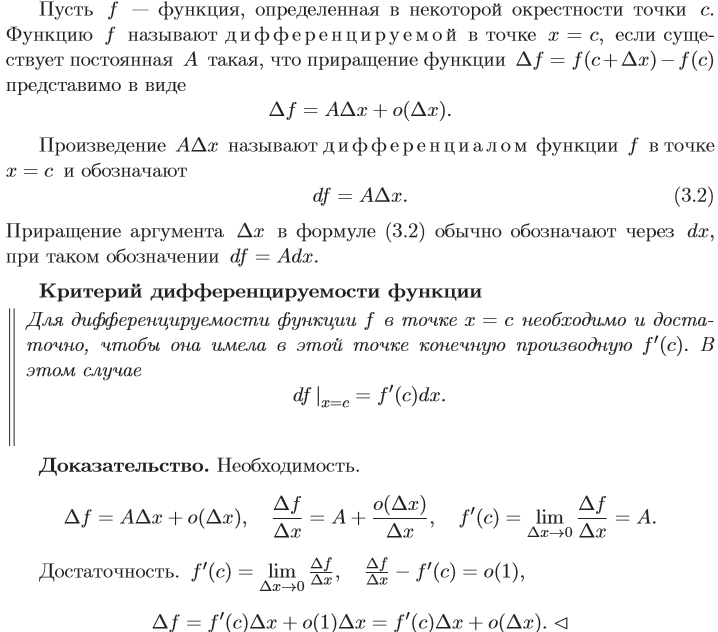 Пусть f — функция, определенная в некоторой окрестности точки c.
Функцию f называют дифференцируемой в точке x = c, если суще-
ствует постоянная A такая, что приращение функции Δf = f(c + Δx) − f(c)
представимо в виде
Δf = AΔx + o(Δx).
Произведение AΔx называют дифференциалом функции f в точке
x = c и обозначают
df = AΔx. (3.2)
Приращение аргумента Δx в формуле (3.2) обычно обозначают через dx,
при таком обозначении df = Adx.
Критерий дифференцируемости функции
Для дифференцируемости функции f в точке x = c необходимо и доста-
точно, чтобы она имела в этой точке конечную производную f′(c). В
этом случае
df |ₓ₌c = f′(c)dx.
Доказательство. Необходимость.
Δf = AΔx + o(Δx), Δf/Δx = A + o(Δx)/Δx, f′(c) = lim Δx→0 Δf/Δx = A.
Достаточность. f′(c) = lim Δx→0 Δf/Δx, Δf/Δx − f′(c) = o(1),
Δf = f′(c)Δx + o(1)Δx = f′(c)Δx + o(Δx). ◁